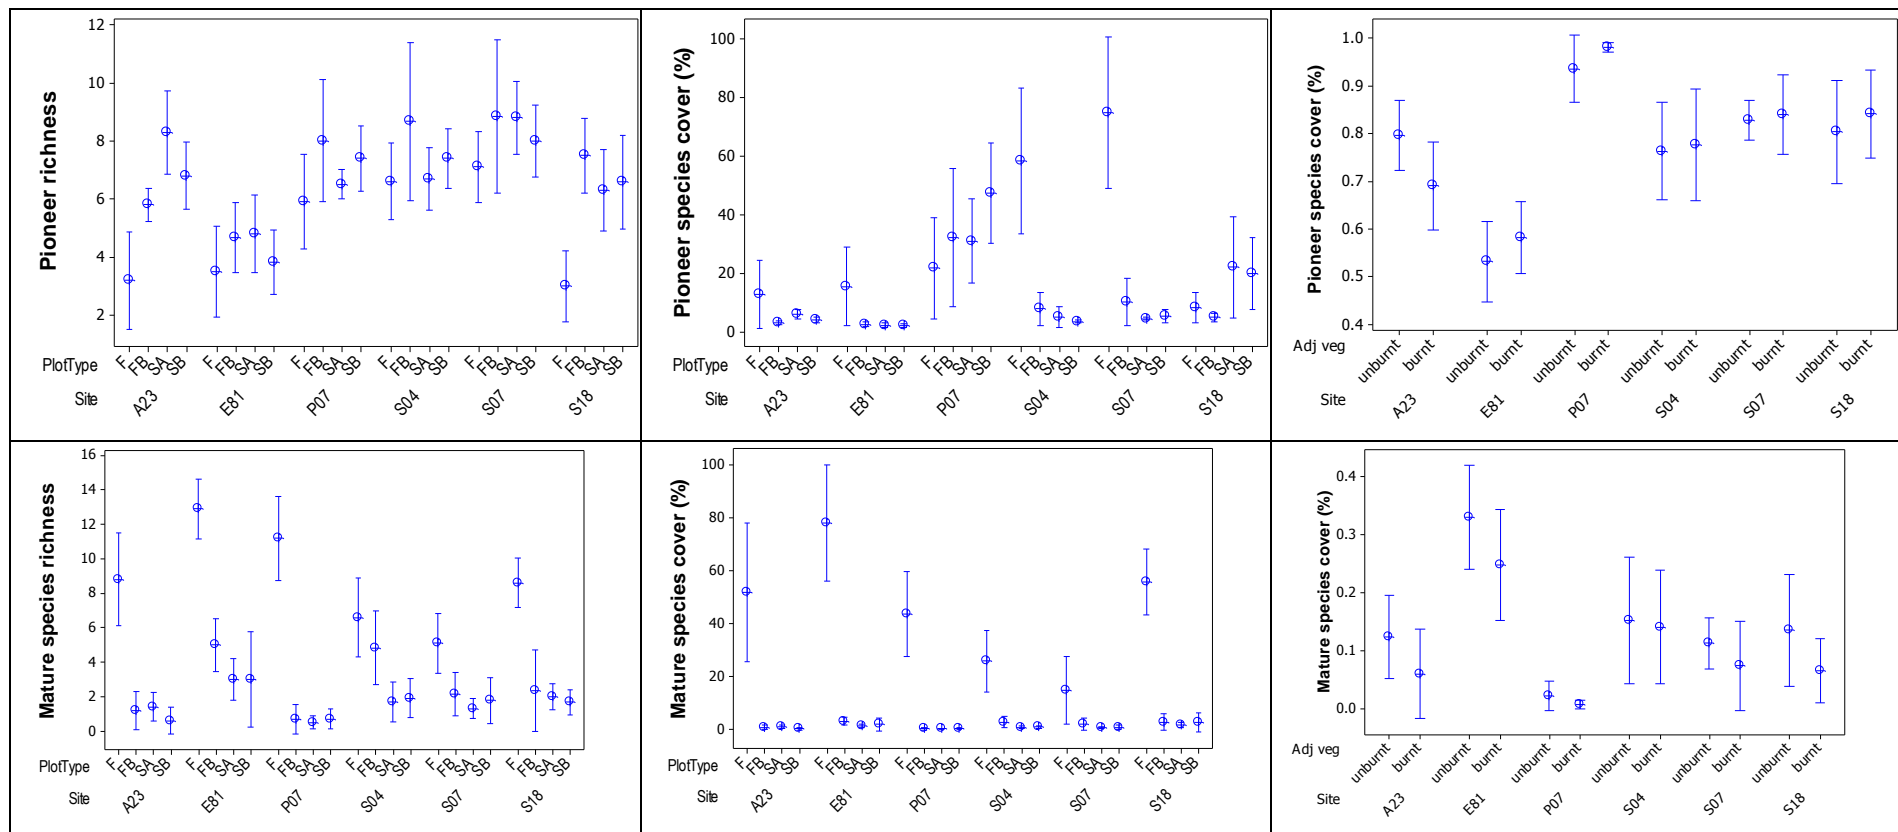 Pioneer richness
12
10
8
6
4
2
PlotType
F FB SA SB F FB SA SB F FB SA SB F FB SA SB F FB SA SB F FB SA SB
Site
A23 E81 P07 S04 S07 S18
Pioneer species cover (%)
100
80
60
40
20
0
PlotType
F FB SA SB F FB SA SB F FB SA SB F FB SA SB F FB SA SB F FB SA SB
Site
A23 E81 P07 S04 S07 S18
Pioneer species cover (%)
1.0
0.9
0.8
0.7
0.6
0.5
0.4
Adj veg
unburnt burnt unburnt burnt unburnt burnt unburnt burnt unburnt burnt unburnt burnt
Site
A23 E81 P07 S04 S07 S18
Mature species richness
16
14
12
10
8
6
4
2
0
PlotType
F FB SA SB F FB SA SB F FB SA SB F FB SA SB F FB SA SB F FB SA SB
Site
A23 E81 P07 S04 S07 S18
Mature species cover (%)
100
80
60
40
20
0
PlotType
F FB SA SB F FB SA SB F FB SA SB F FB SA SB F FB SA SB F FB SA SB
Site
A23 E81 P07 S04 S07 S18
Mature species cover (%)
0.4
0.3
0.2
0.1
0.0
Adj veg
unburnt burnt unburnt burnt unburnt burnt unburnt burnt unburnt burnt unburnt burnt
Site
A23 E81 P07 S04 S07 S18